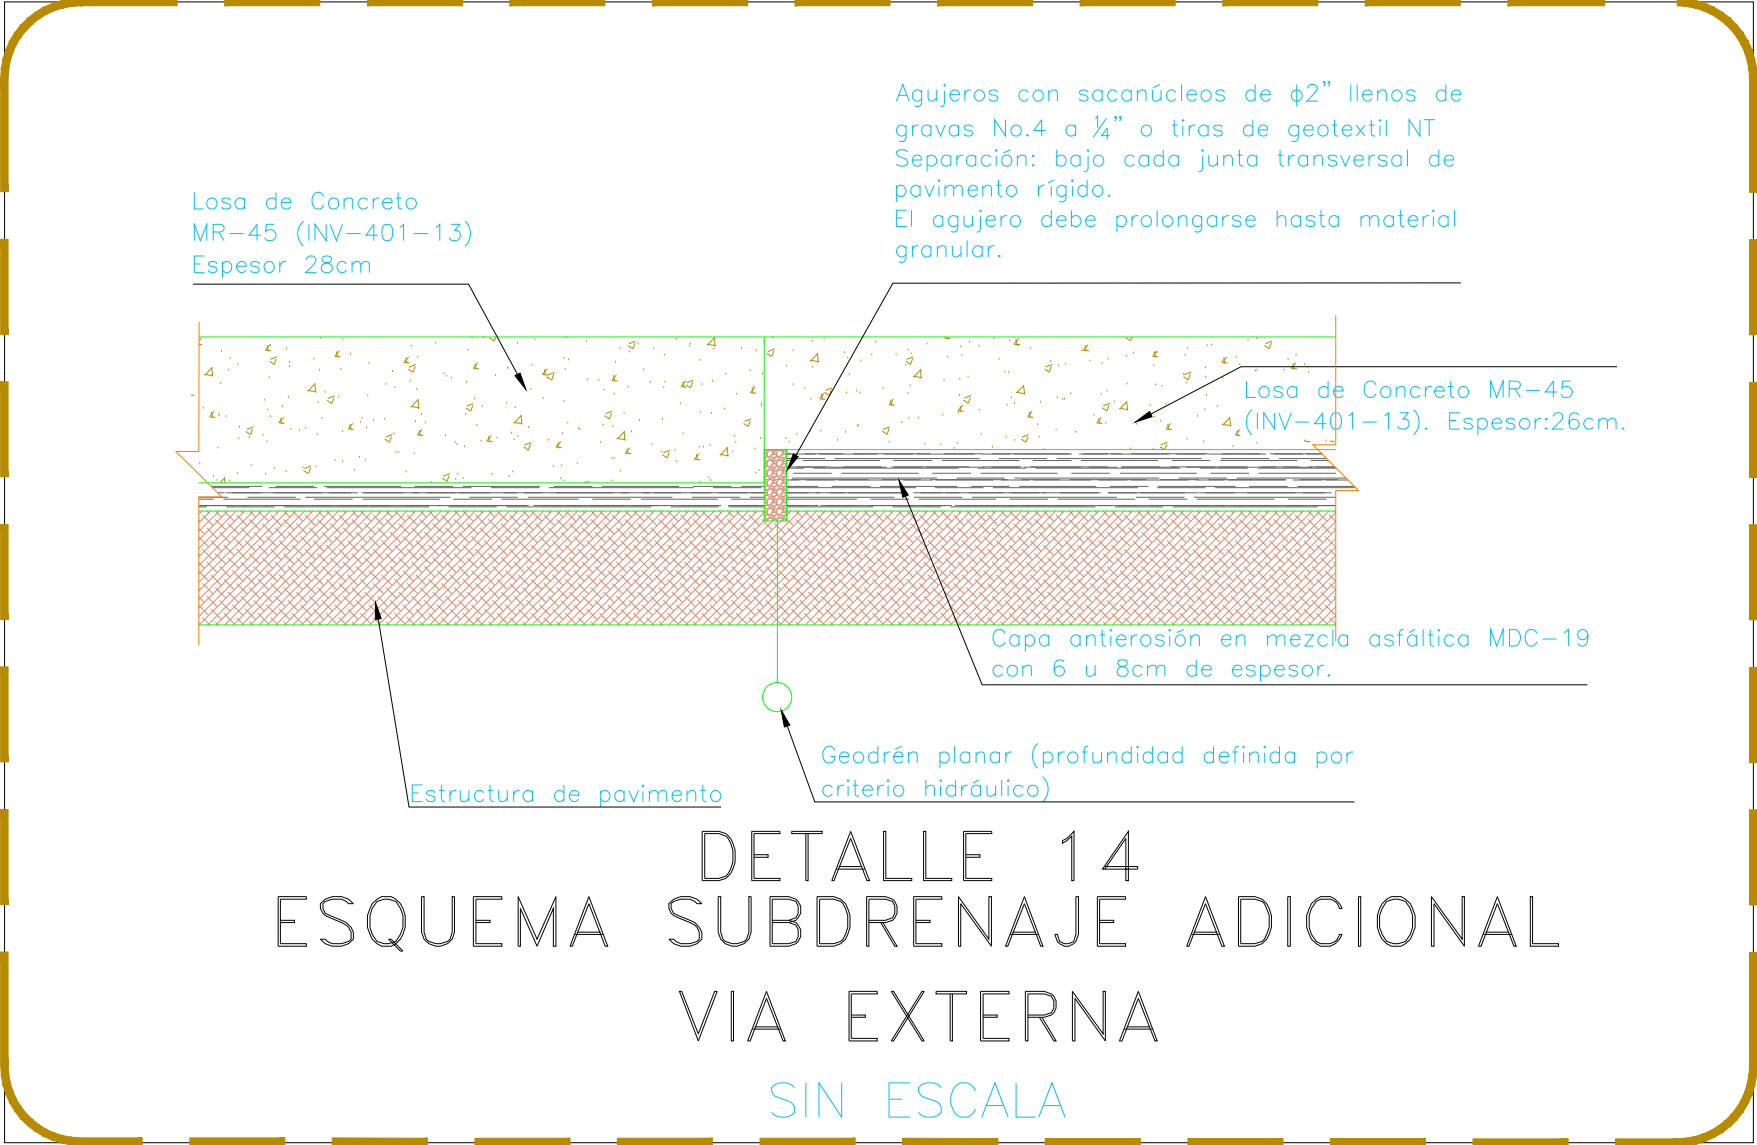 Agujeros con sacanúcleos de ϕ2" llenos de
gravas No.4 a ¼" o tiras de geotextil NT
Separación: bajo cada junta transversal de
pavimento rígido.
El agujero debe prolongarse hasta material
granular.
Losa de Concreto
MR-45 (INV-401-13)
Espesor 28cm
Losa de Concreto MR-45
(INV-401-13). Espesor:26cm.
Capa antierosión en mezcla asfáltica MDC-19
con 6 u 8cm de espesor.
Geodrén planar (profundidad definida por
criterio hidráulico)
Estructura de pavimento
DETALLE 14
ESQUEMA SUBDRENAJE ADICIONAL
VIA EXTERNA
SIN ESCALA